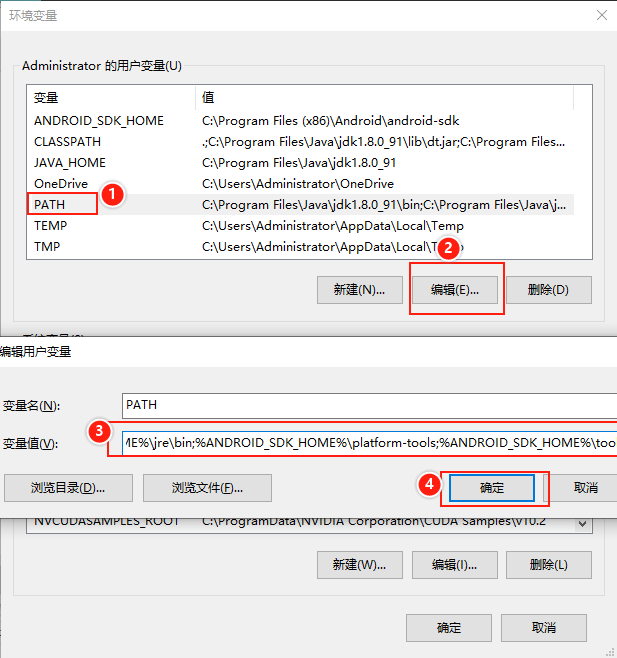 环境变量
Administrator 的用户变量(U)
变量 值
ANDROID_SDK_HOME C:\Program Files (x86)\Android\android-sdk
CLASSPATH .;C:\Program Files\Java\jdk1.8.0_91\lib\dt.jar;C:\Program Files...
JAVA_HOME C:\Program Files\Java\jdk1.8.0_91
OneDrive C:\Users\Administrator\OneDrive
PATH 1 C:\Program Files\Java\jdk1.8.0_91\bin;C:\Program Files\Java\j...
TEMP C:\Users\Administrator\AppData\Local\Temp
TMP C:\Users\Administrator\AppData\Local\Temp
2
新建(N)... 编辑(E)... 删除(D)
编辑用户变量
变量名(N): PATH
3
变量值(V): ME%\jre\bin;%ANDROID_SDK_HOME%\platform-tools;%ANDROID_SDK_HOME%\too
浏览目录(D)... 浏览文件(F)... 4 确定 取消
NVCUDASAMPLES_ROOT C:\ProgramData\NVIDIA Corporation\CUDA Samples\v10.2
新建(W)... 编辑(I)... 删除(L)
确定 取消